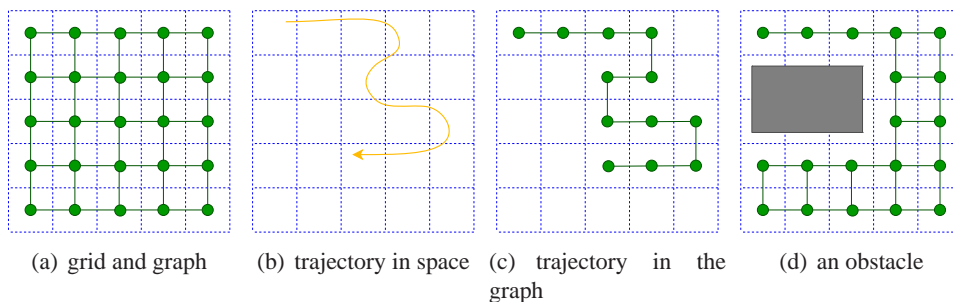 (a) grid and graph
(b) trajectory in space
(c) trajectory in the
graph
(d) an obstacle